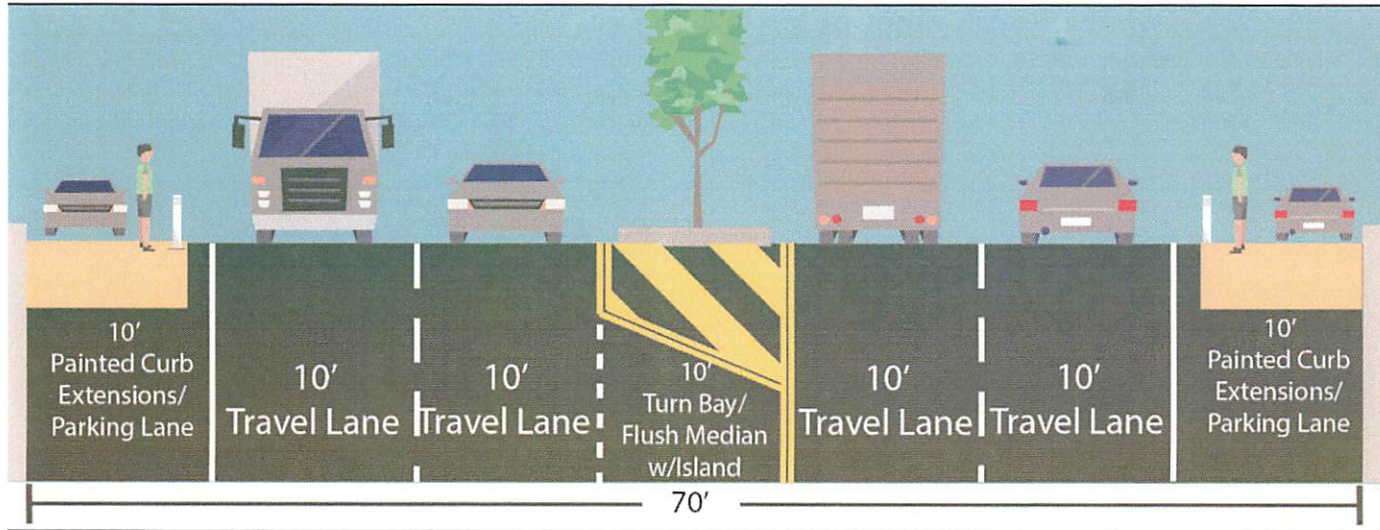 10'
Painted Curb
Extensions/
Parking Lane
10'
Travel Lane
10'
Travel Lane
10'
Turn Bay/
Flush Median
w/Island
10'
Travel Lane
10'
Travel Lane
10'
Painted Curb
Extensions/
Parking Lane
70'